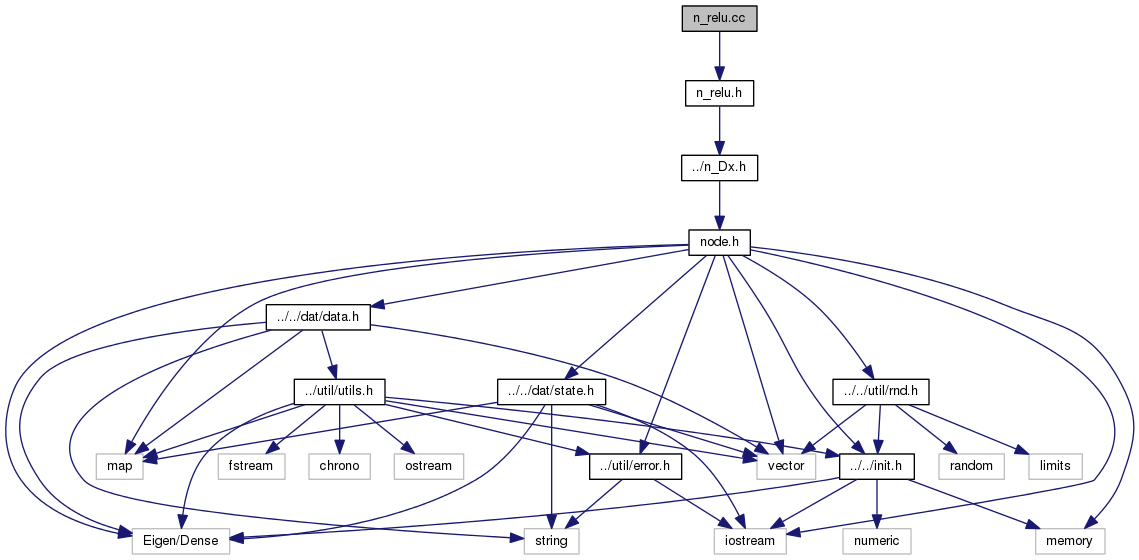 n_relu.cc
n_relu.h
../n_Dx.h
node.h
../../dat/data.h
../util/utils.h
../../dat/state.h
../../util/rnd.h
map
fstream
chrono
ostream
../util/error.h
vector
../../init.h
random
limits
Eigen/Dense
string
iostream
numeric
memory